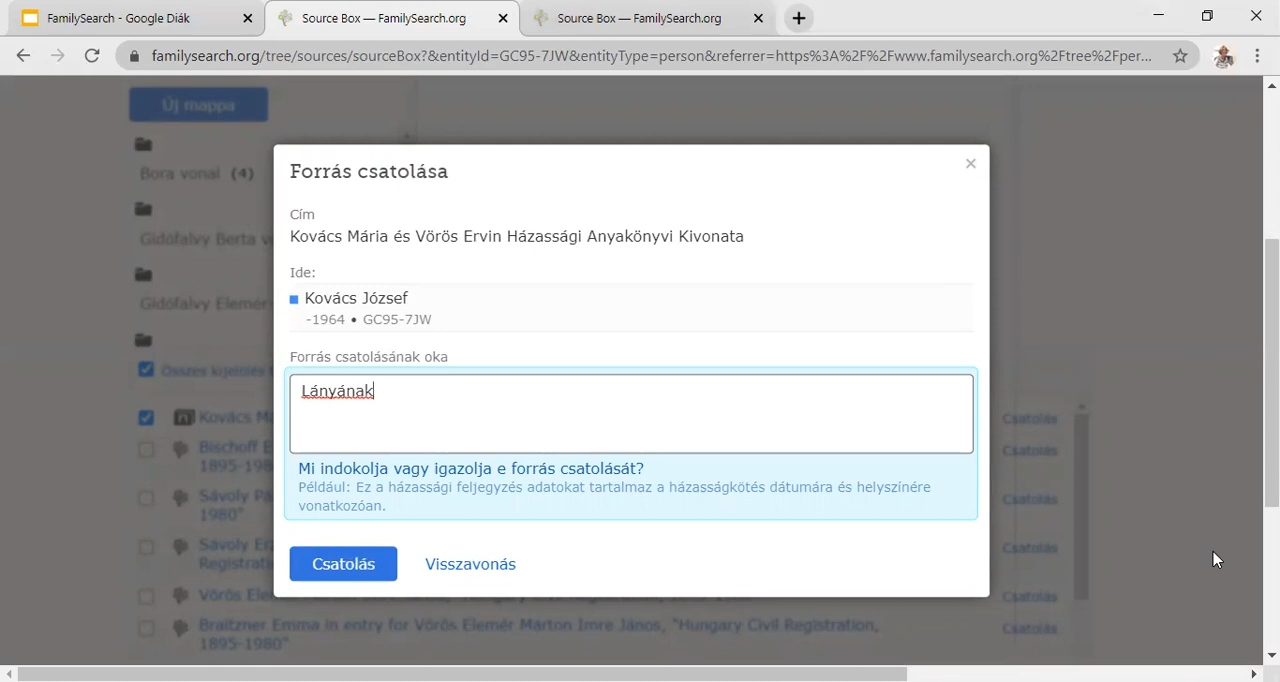 FamilySearch - Google Diák
Source Box — FamilySearch.org
Source Box — FamilySearch.org
familysearch.org/tree/sources/sourceBox?&entityId=GC95-7JW&entityType=person&referrer=https%3A%2F%2Fwww.familysearch.org%2Ftree%2Fper...
Új mappa
Bora vonal (4)
Gidófalvy Berta v
Gidófalvy Elemér
Összes kijelölés t
Forrás csatolása
Cím
Kovács Mária és Vörös Ervin Házassági Anyakönyvi Kivonata
Ide:
Kovács József
-1964 • GC95-7JW
Forrás csatolásának oka
Lányának
Mi indokolja vagy igazolja e forrás csatolását?
Például: Ez a házassági feljegyzés adatokat tartalmaz a házasságkötés dátumára és helyszínére
vonatkozóan.
Csatolás Visszavonás
Kovács Má Csatolás
Bischoff E Csatolás
1895-198
Sávoly Pá Csatolás
1980"
Sávoly Erz Csatolás
Registrati
Vörös Elemér Csatolás
Braitzner Emma in entry for Vörös Elemér Márton Imre János, "Hungary Civil Registration, Csatolás
1895-1980"